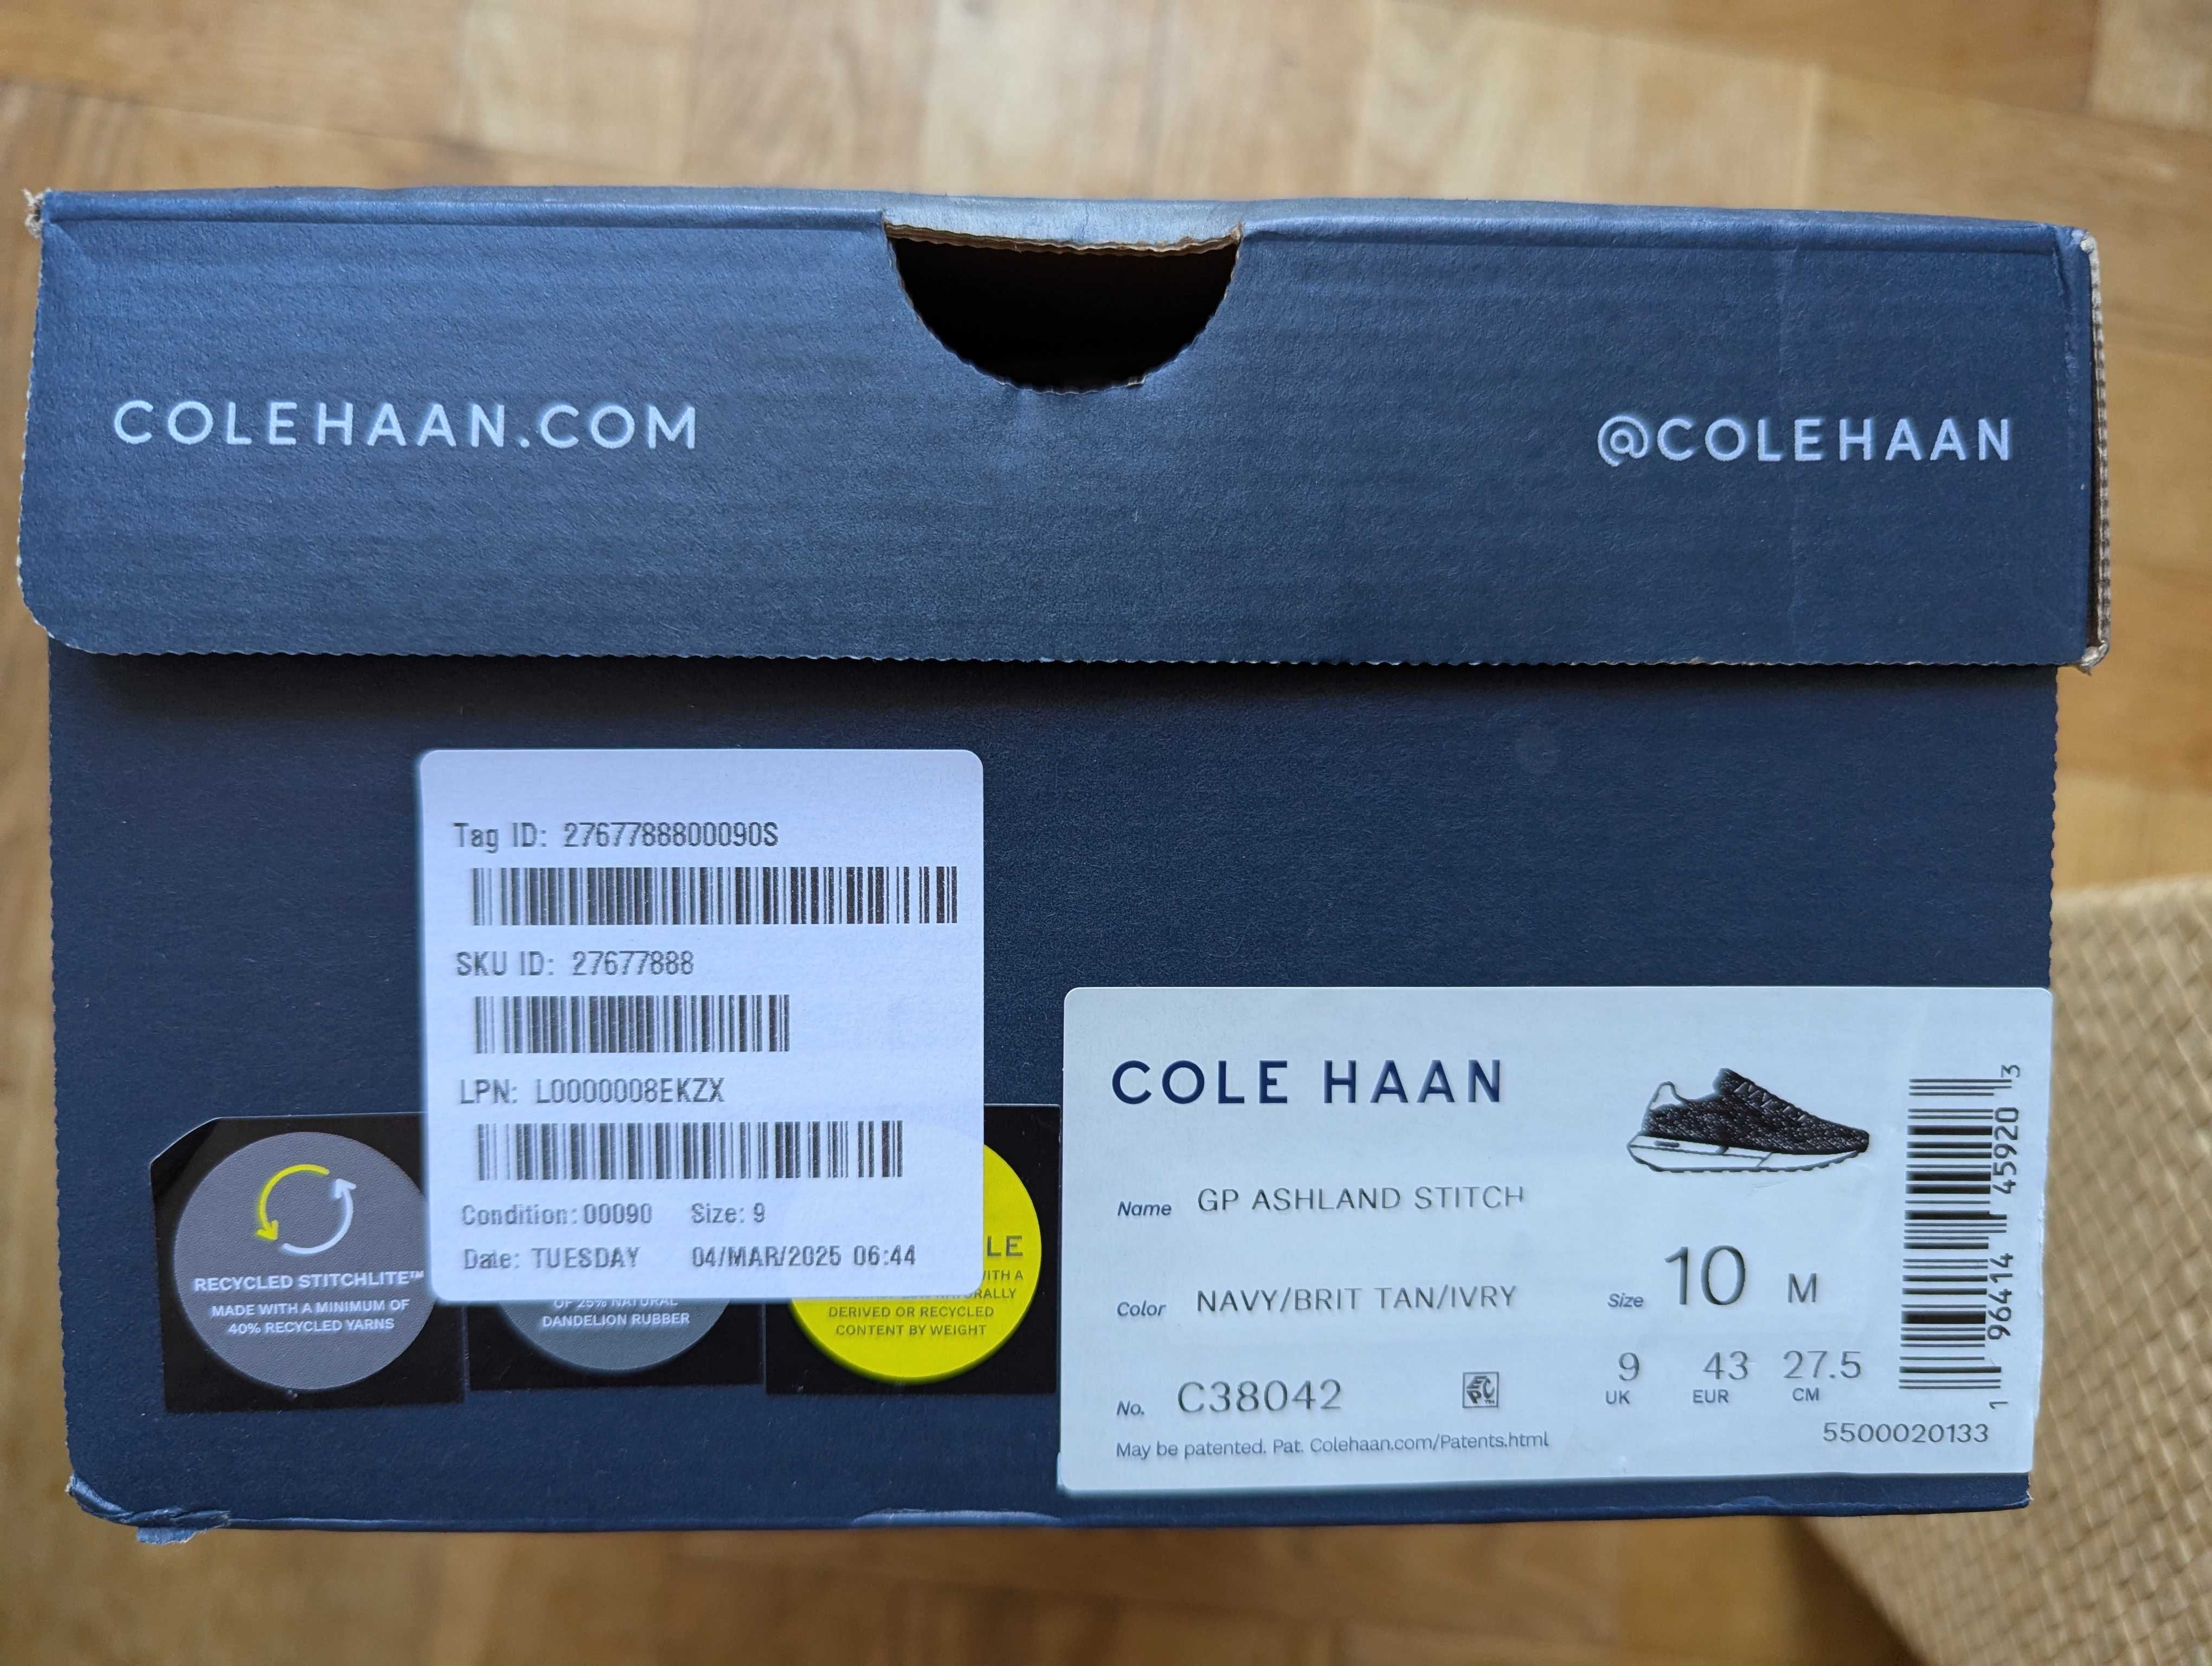 COLEHAAN.COM
@COLEHAAN
Tag ID: 2767788800090S
SKU ID: 27677888
LPN: L0000008EKZX
Condition: 00090 Size: 9
Date: TUESDAY 04/MAR/2025 06:44
RECYCLED STITCHLITE™
MADE WITH A MINIMUM OF
40% RECYCLED YARNS
OF 25% NATURAL
DANDELION RUBBER
DERIVED OR RECYCLED
CONTENT BY WEIGHT
COLE HAAN
Name GP ASHLAND STITCH
Color NAVY/BRIT TAN/IVRY
Size 10 M
No. C38042
9 UK
43 EUR
27.5 CM
May be patented. Pat. Colehaan.com/Patents.html
5500020133
1 96414 45920 3